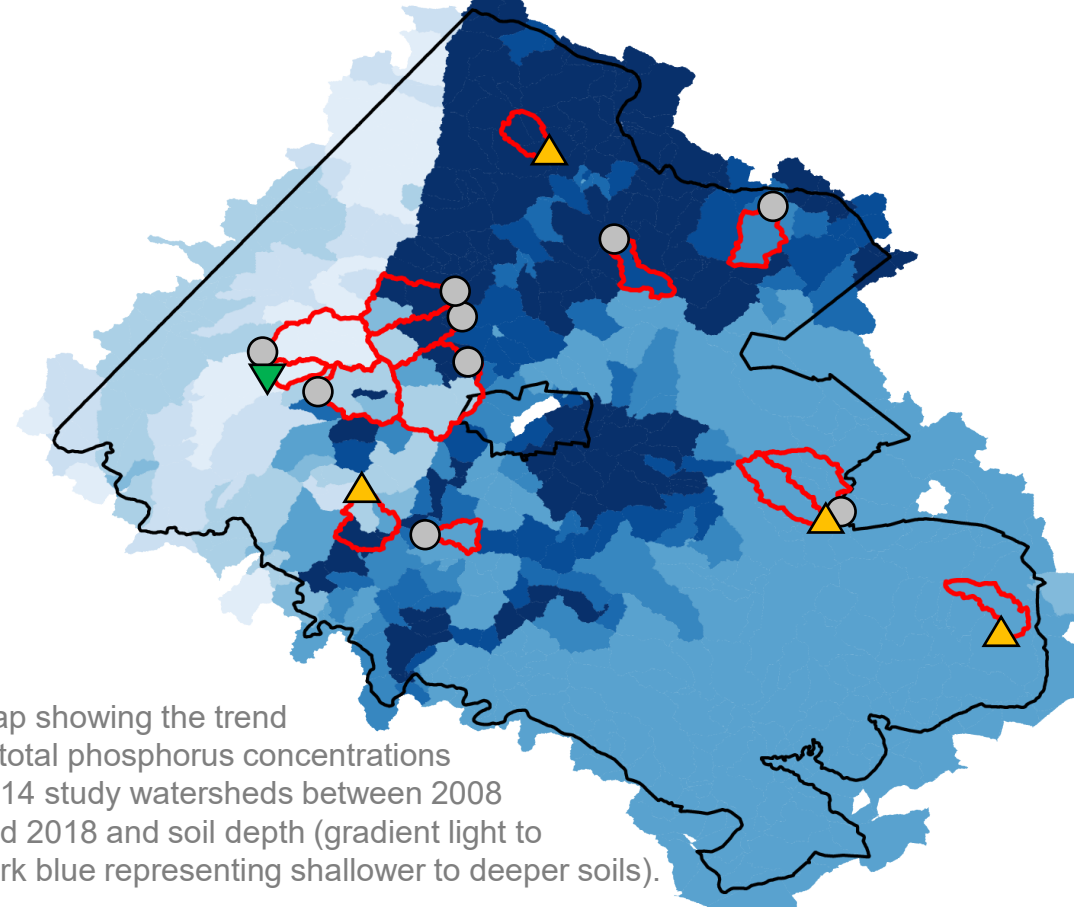 ap showing the trend
total phosphorus concentrations
14 study watersheds between 2008
d 2018 and soil depth (gradient light to
rk blue representing shallower to deeper soils).